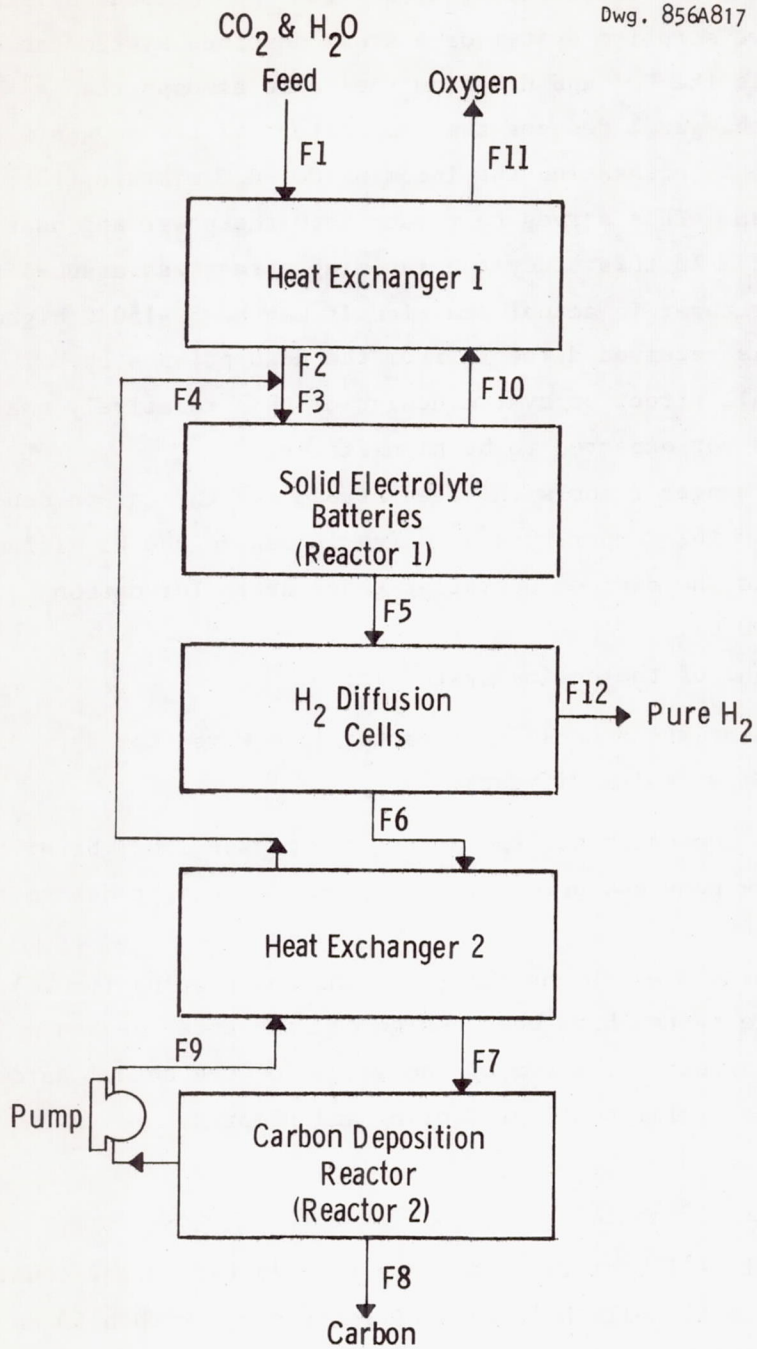 Dwg. 856A817
CO2 & H2O
Feed
Oxygen
F1
F11
Heat Exchanger 1
F2
F4
F3
F10
Solid Electrolyte
Batteries
(Reactor 1)
F5
H2 Diffusion
Cells
F12
Pure H2
F6
Heat Exchanger 2
F9
F7
Pump
Carbon Deposition
Reactor
(Reactor 2)
F8
Carbon